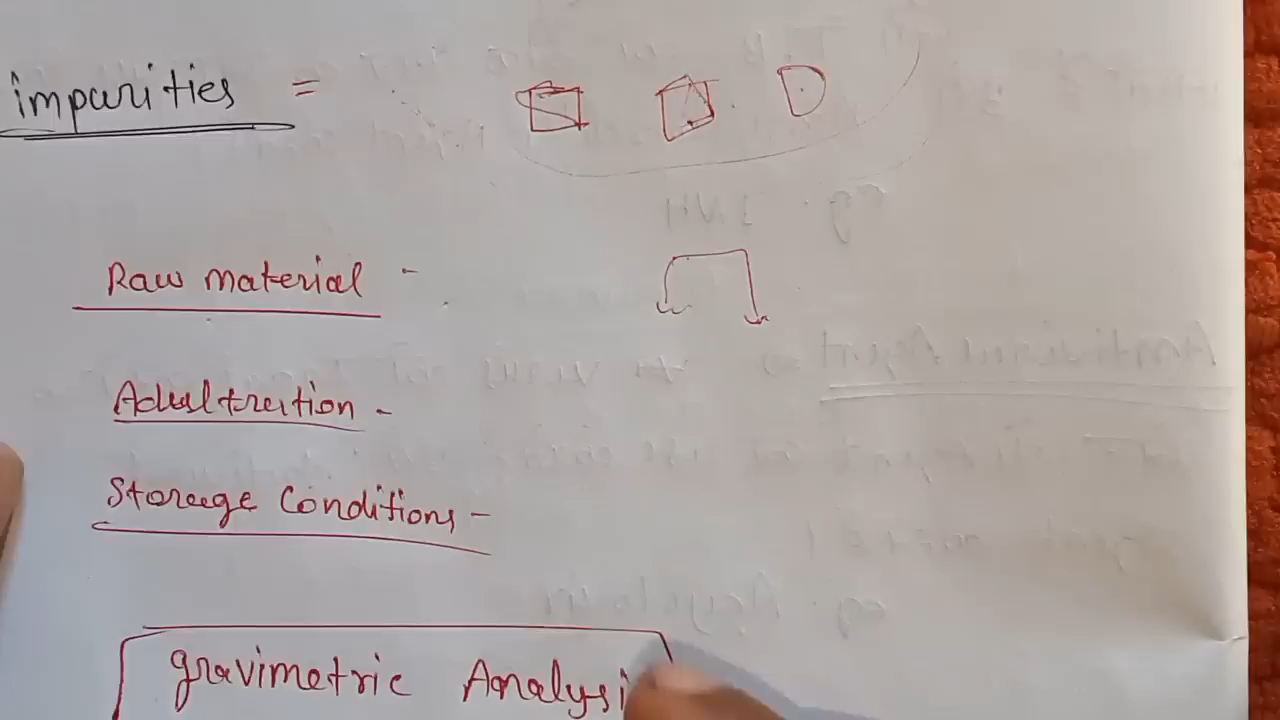 impurities =
Raw material -
Adultration -
Storage Conditions -
gravimetric Analysi